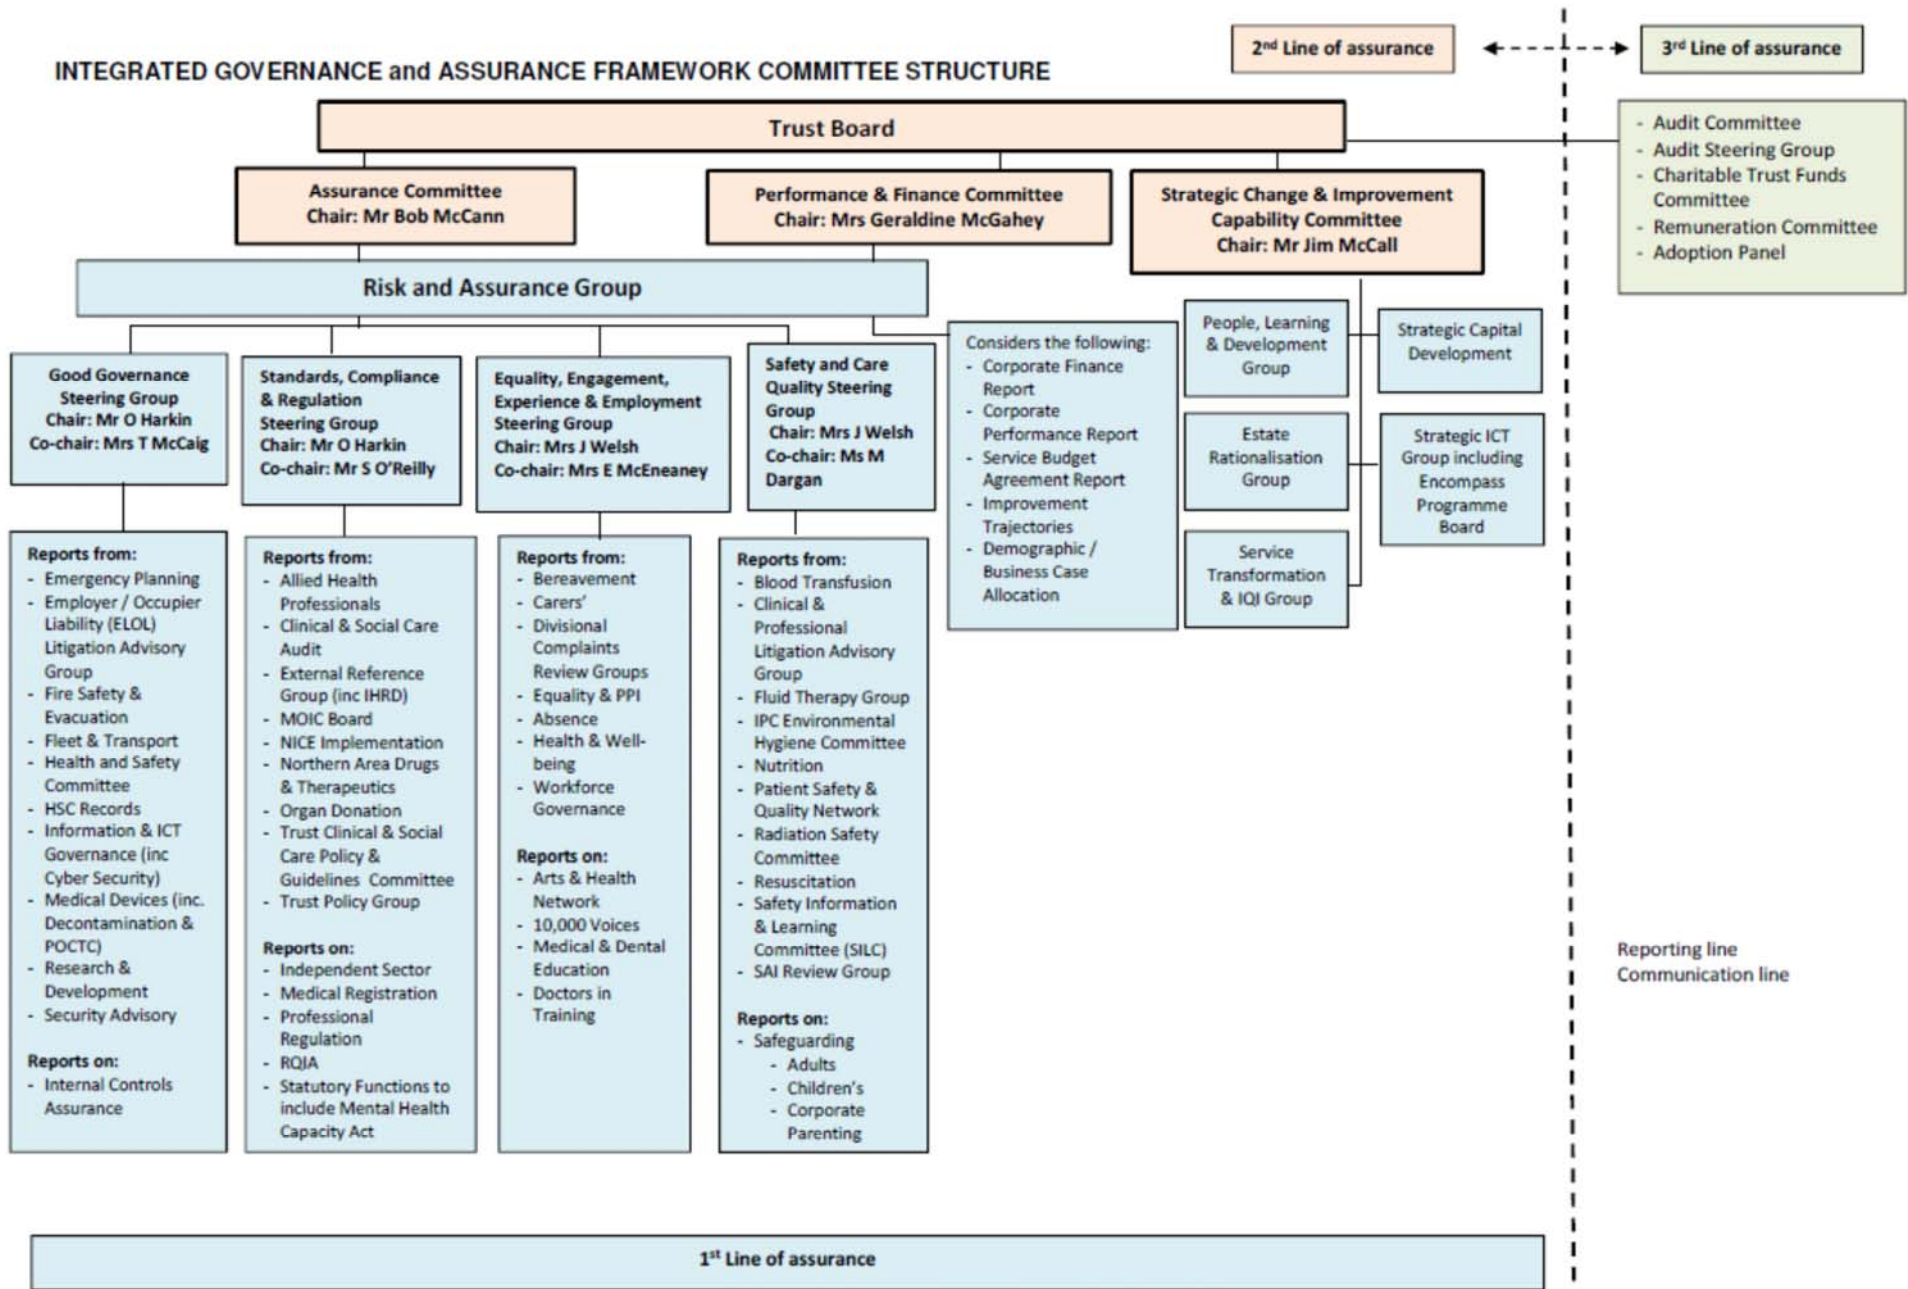 2nd Line of assurance
3rd Line of assurance
INTEGRATED GOVERNANCE and ASSURANCE FRAMEWORK COMMITTEE STRUCTURE
Trust Board
- Audit Committee
- Audit Steering Group
- Charitable Trust Funds
Committee
- Remuneration Committee
- Adoption Panel
Assurance Committee
Chair: Mr Bob McCann
Performance & Finance Committee
Chair: Mrs Geraldine McGahey
Strategic Change & Improvement
Capability Committee
Chair: Mr Jim McCall
Risk and Assurance Group
Good Governance
Steering Group
Chair: Mr O Harkin
Co-chair: Mrs T McCaig
Standards, Compliance
& Regulation
Steering Group
Chair: Mr O Harkin
Co-chair: Mr S O'Reilly
Equality, Engagement,
Experience & Employment
Steering Group
Chair: Mrs J Welsh
Co-chair: Mrs E McEneaney
Safety and Care
Quality Steering
Group
Chair: Mrs J Welsh
Co-chair: Ms M
Dargan
Considers the following:
- Corporate Finance
Report
- Corporate
Performance Report
- Service Budget
Agreement Report
- Improvement
Trajectories
- Demographic /
Business Case
Allocation
People, Learning
& Development
Group
Strategic Capital
Development
Estate
Rationalisation
Group
Strategic ICT
Group including
Encompass
Programme
Board
Service
Transformation
& IQI Group
Reports from:
- Emergency Planning
- Employer / Occupier
Liability (ELOL)
Litigation Advisory
Group
- Fire Safety &
Evacuation
- Fleet & Transport
- Health and Safety
Committee
- HSC Records
- Information & ICT
Governance (inc
Cyber Security)
- Medical Devices (inc.
Decontamination &
POCTC)
- Research &
Development
- Security Advisory
Reports on:
- Internal Controls
Assurance
Reports from:
- Allied Health
Professionals
- Clinical & Social Care
Audit
- External Reference
Group (inc IHRD)
- MOIC Board
- NICE Implementation
- Northern Area Drugs
& Therapeutics
- Organ Donation
- Trust Clinical & Social
Care Policy &
Guidelines Committee
- Trust Policy Group
Reports on:
- Independent Sector
- Medical Registration
- Professional
Regulation
- RQIA
- Statutory Functions to
include Mental Health
Capacity Act
Reports from:
- Bereavement
- Carers'
- Divisional
Complaints
Review Groups
- Equality & PPI
- Absence
- Health & Well-
being
- Workforce
Governance
Reports on:
- Arts & Health
Network
- 10,000 Voices
- Medical & Dental
Education
- Doctors in
Training
Reports from:
- Blood Transfusion
- Clinical &
Professional
Litigation Advisory
Group
- Fluid Therapy Group
- IPC Environmental
Hygiene Committee
- Nutrition
- Patient Safety &
Quality Network
- Radiation Safety
Committee
- Resuscitation
- Safety Information
& Learning
Committee (SILC)
- SAI Review Group
Reports on:
- Safeguarding
- Adults
- Children's
- Corporate
Parenting
Reporting line
Communication line
1st Line of assurance